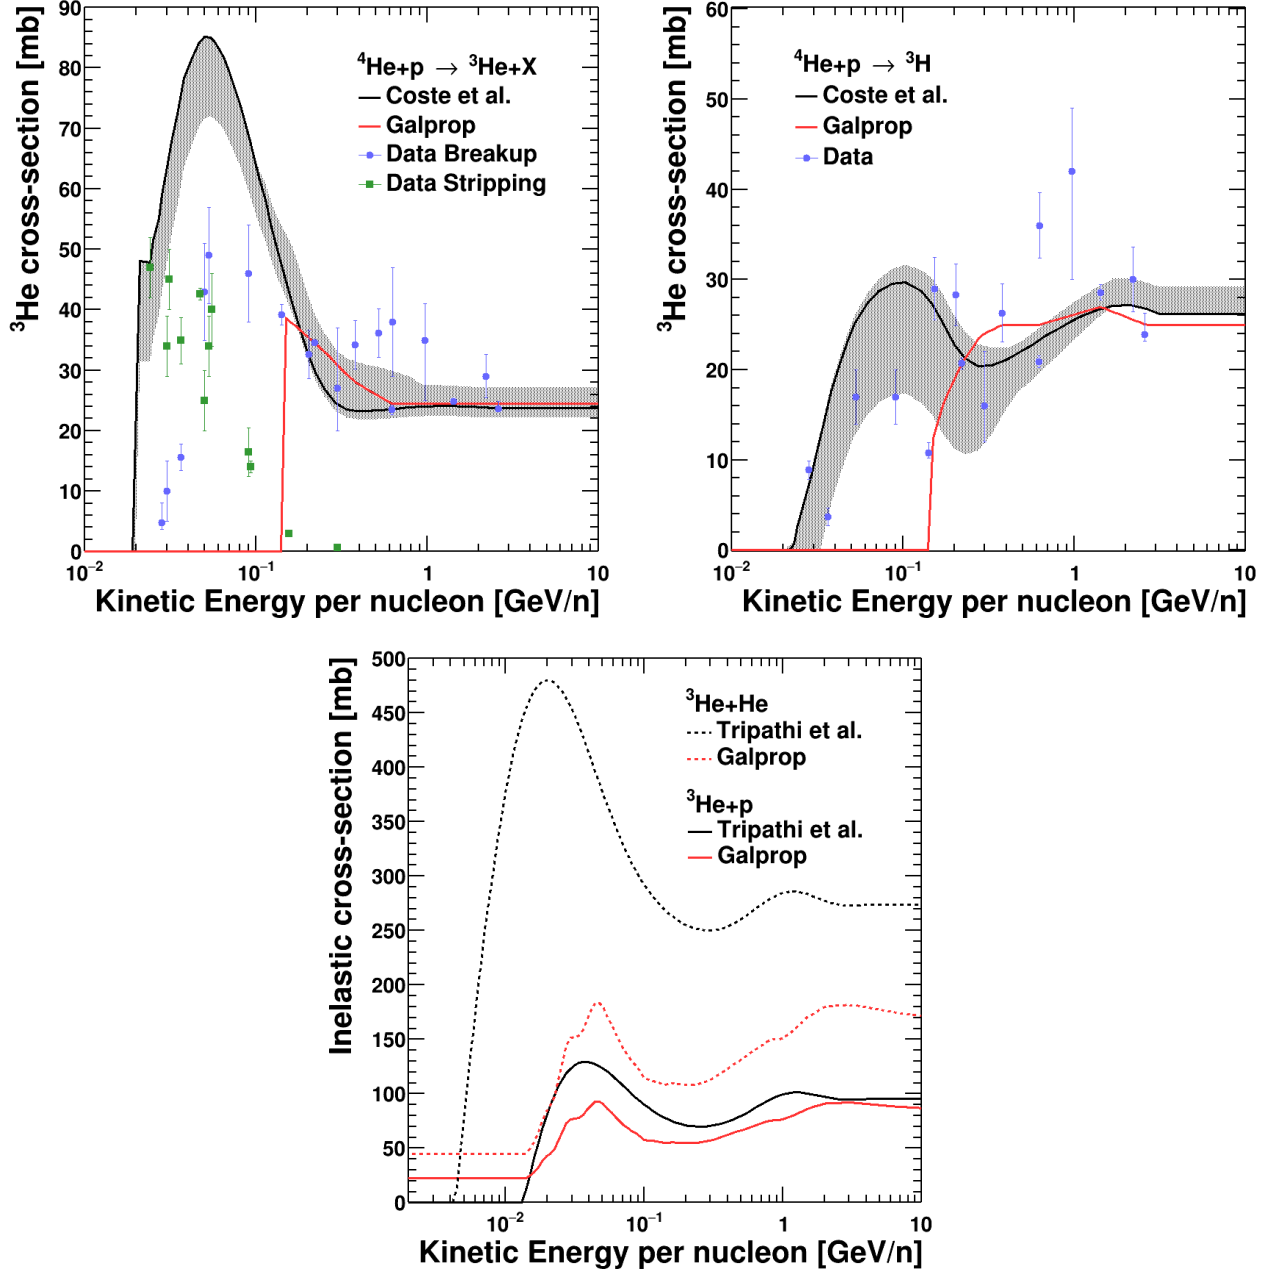 ³He cross-section [mb]
90
80
70
60
50
40
30
20
10
0
⁴He+p → ³He+X
Coste et al.
Galprop
Data Breakup
Data Stripping
10⁻²
10⁻¹
1
10
Kinetic Energy per nucleon [GeV/n]
³He cross-section [mb]
60
50
40
30
20
10
0
⁴He+p → ³H
Coste et al.
Galprop
Data
10⁻²
10⁻¹
1
10
Kinetic Energy per nucleon [GeV/n]
Inelastic cross-section [mb]
500
450
400
350
300
250
200
150
100
50
0
³He+He
Tripathi et al.
Galprop
³He+p
Tripathi et al.
Galprop
10⁻²
10⁻¹
1
10
Kinetic Energy per nucleon [GeV/n]